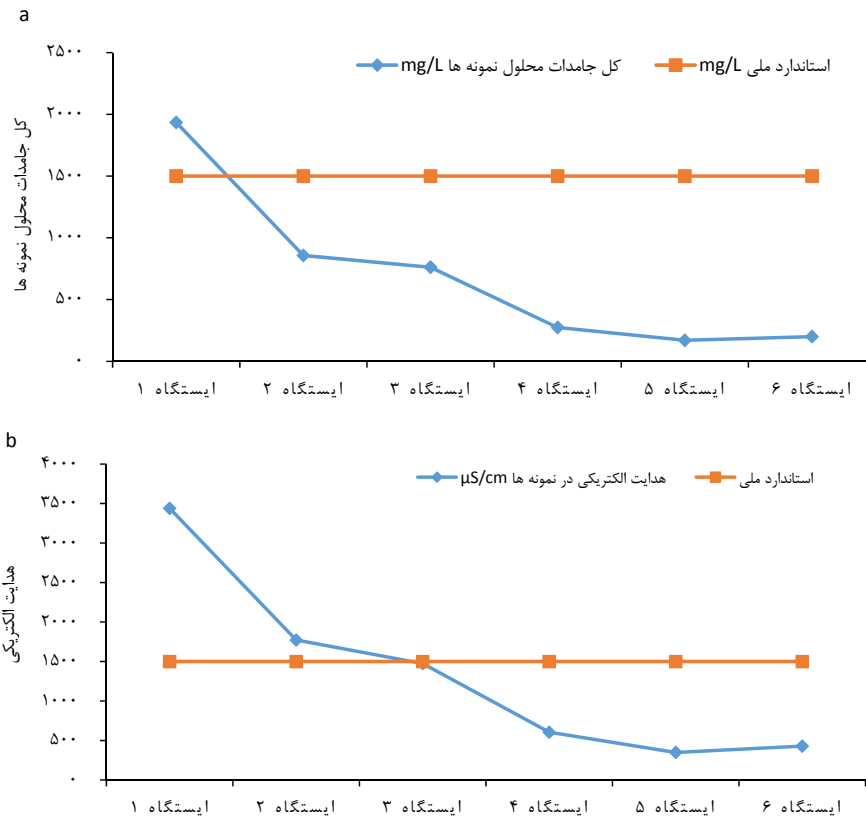 a
۲۵۰۰
۲۰۰۰
۱۵۰۰
۱۰۰۰
۵۰۰
۰
کل جامدات محلول نمونه ها
کل جامدات محلول نمونه ها mg/L
استاندارد ملی mg/L
ایستگاه ۱ ایستگاه ۲ ایستگاه ۳ ایستگاه ۴ ایستگاه ۵ ایستگاه ۶
b
۴۰۰۰
۳۵۰۰
۳۰۰۰
۲۵۰۰
۲۰۰۰
۱۵۰۰
۱۰۰۰
۵۰۰
۰
هدایت الکتریکی
هدایت الکتریکی در نمونه ها µS/cm
استاندارد ملی
ایستگاه ۱ ایستگاه ۲ ایستگاه ۳ ایستگاه ۴ ایستگاه ۵ ایستگاه ۶